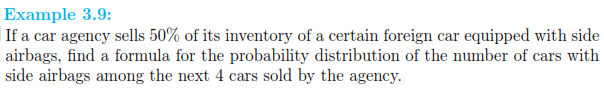 Example 3.9:
If a car agency sells 50% of its inventory of a certain foreign car equipped with side
airbags, find a formula for the probability distribution of the number of cars with
side airbags among the next 4 cars sold by the agency.